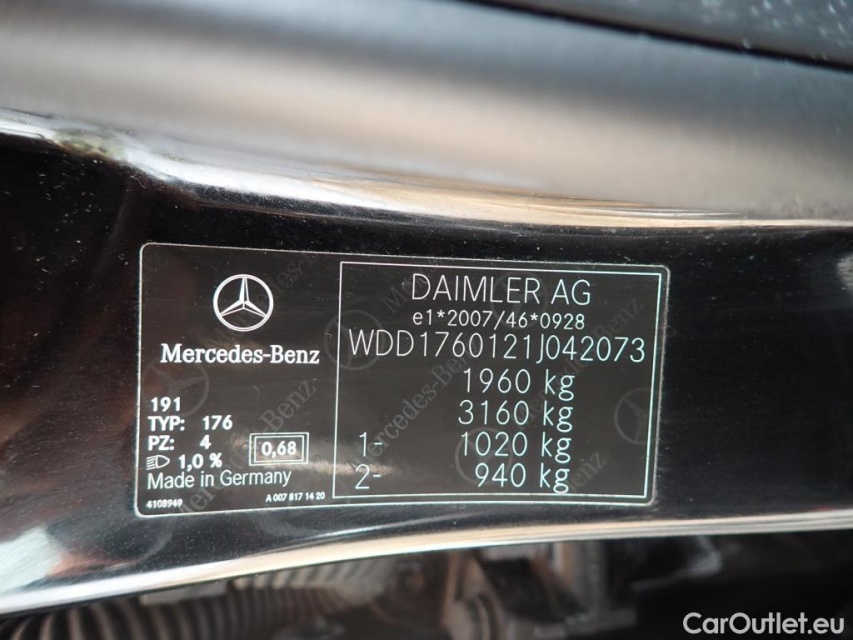 Mercedes-Benz
191
TYP: 176
PZ: 4
0,68
1,0 %
Made in Germany
4108949
A 007 817 14 20
DAIMLER AG
e1*2007/46*0928
WDD1760121J042073
1960 kg
3160 kg
1- 1020 kg
2- 940 kg
CarOutlet.eu